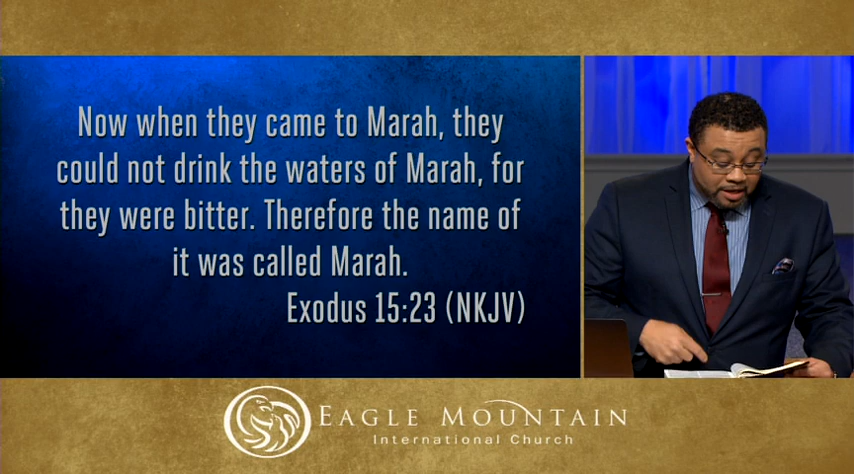 Now when they came to Marah, they
could not drink the waters of Marah, for
they were bitter. Therefore the name of
it was called Marah.
Exodus 15:23 (NKJV)
EAGLE MOUNTAIN
International Church